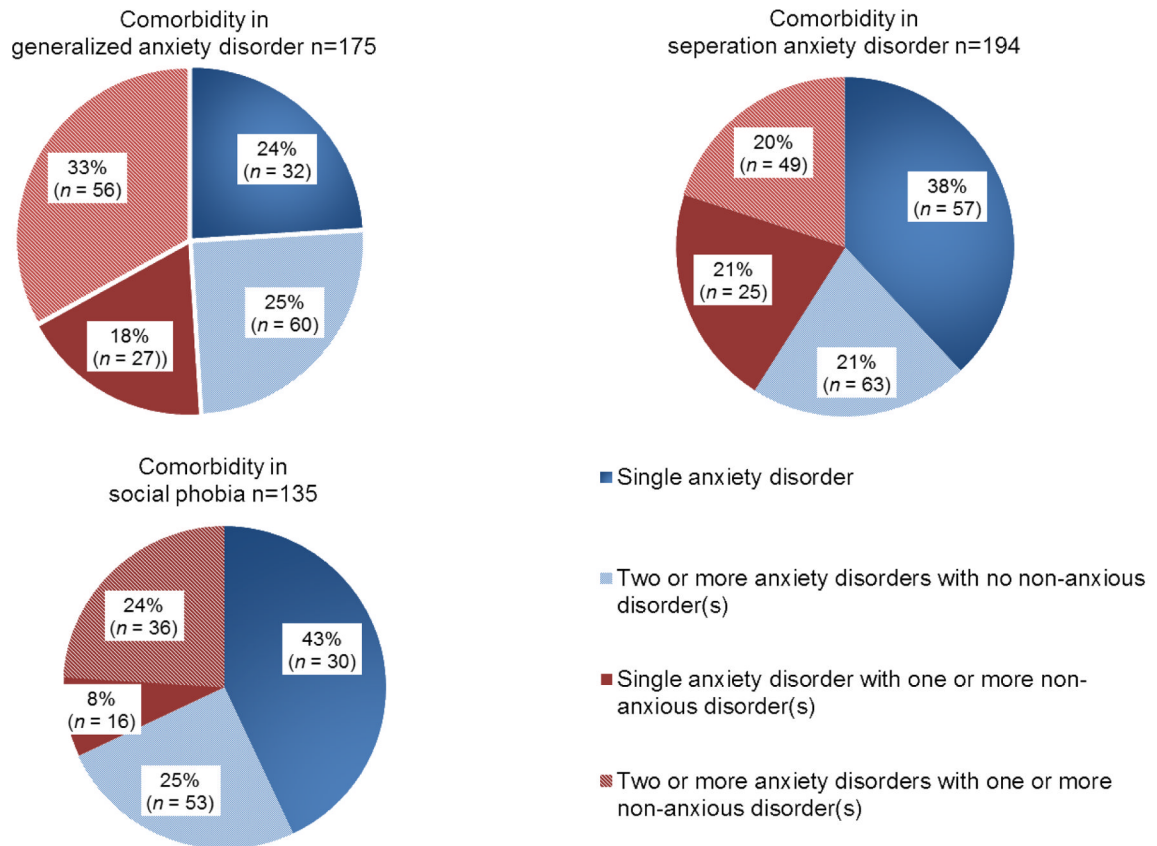 Comorbidity in
generalized anxiety disorder n=175
33%
(n = 56)
24%
(n = 32)
18%
(n = 27))
25%
(n = 60)
Comorbidity in
seperation anxiety disorder n=194
20%
(n = 49)
38%
(n = 57)
21%
(n = 25)
21%
(n = 63)
Comorbidity in
social phobia n=135
24%
(n = 36)
43%
(n = 30)
8%
(n = 16)
25%
(n = 53)
Single anxiety disorder
Two or more anxiety disorders with no non-anxious
disorder(s)
Single anxiety disorder with one or more non-
anxious disorder(s)
Two or more anxiety disorders with one or more
non-anxious disorder(s)